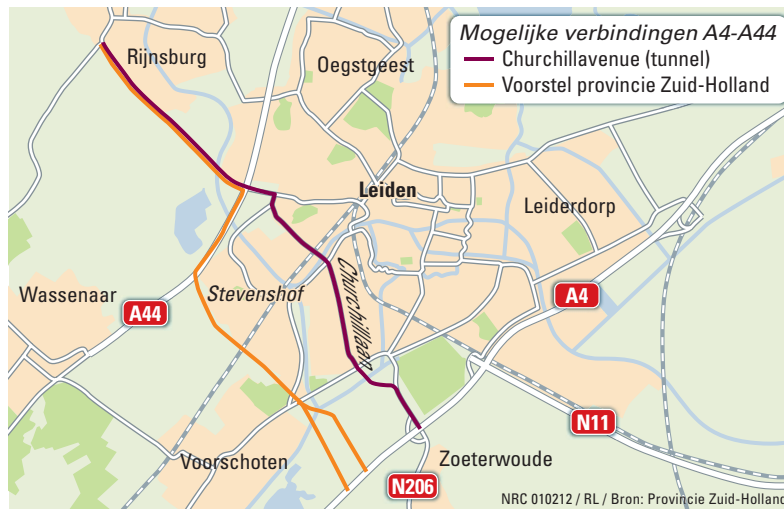 Mogelijke verbindingen A4-A44
Churchillavenue (tunnel)
Voorstel provincie Zuid-Holland
Rijnsburg
Oegstgeest
Leiden
Leiderdorp
Wassenaar
Stevenshof
A44
Churchilllaan
A4
N11
Voorschoten
Zoeterwoude
N206
NRC 010212 / RL / Bron: Provincie Zuid-Holland